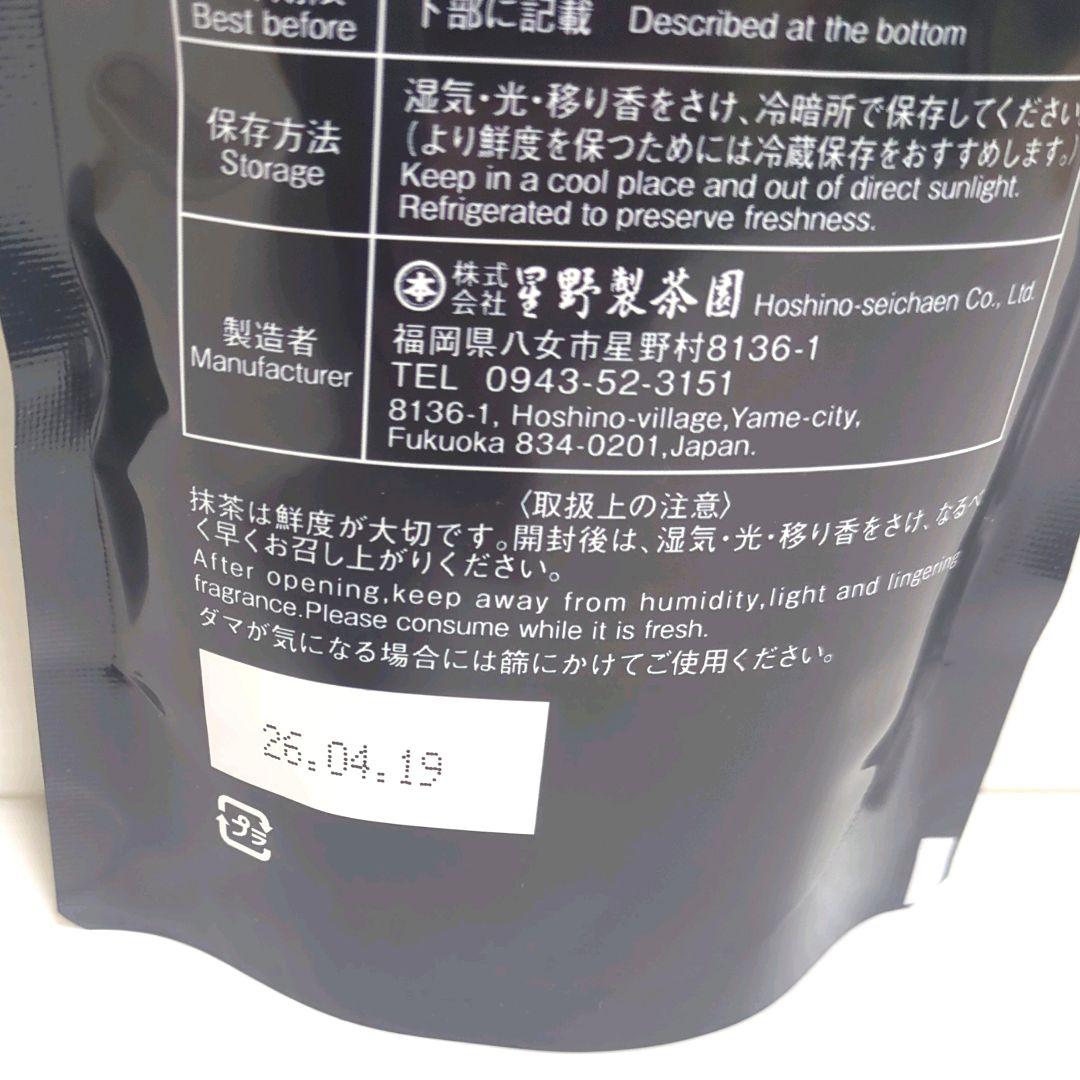 Best before
下部に記載 Described at the bottom
保存方法
Storage
湿気・光・移り香をさけ、冷暗所で保存してください
(より鮮度を保つためには冷蔵保存をおすすめします。)
Keep in a cool place and out of direct sunlight.
Refrigerated to preserve freshness.
製造者
Manufacturer
本 株式会社 星野製茶園 Hoshino-seichaen Co., Ltd.
福岡県八女市星野村8136-1
TEL 0943-52-3151
8136-1, Hoshino-village,Yame-city,
Fukuoka 834-0201,Japan.
〈取扱上の注意〉
抹茶は鮮度が大切です。開封後は、湿気・光・移り香をさけ、なるべ
く早くお召し上がりください。
After opening,keep away from humidity,light and lingering
fragrance.Please consume while it is fresh.
ダマが気になる場合には篩にかけてご使用ください。
26.04.19
プラ